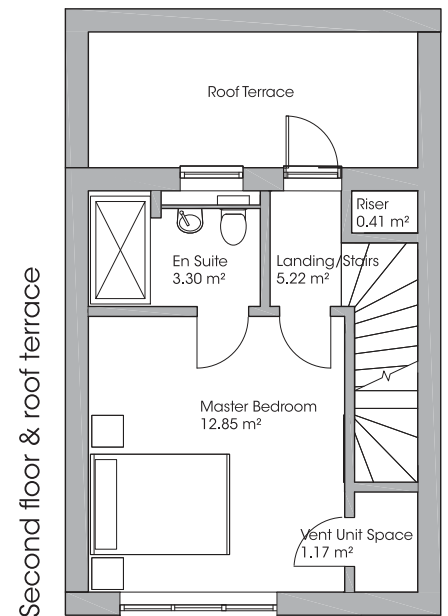 Second floor & roof terrace
Roof Terrace
Riser
0.41 m²
En Suite
3.30 m²
Landing/Stairs
5.22 m²
Master Bedroom
12.85 m²
Vent Unit Space
1.17 m²